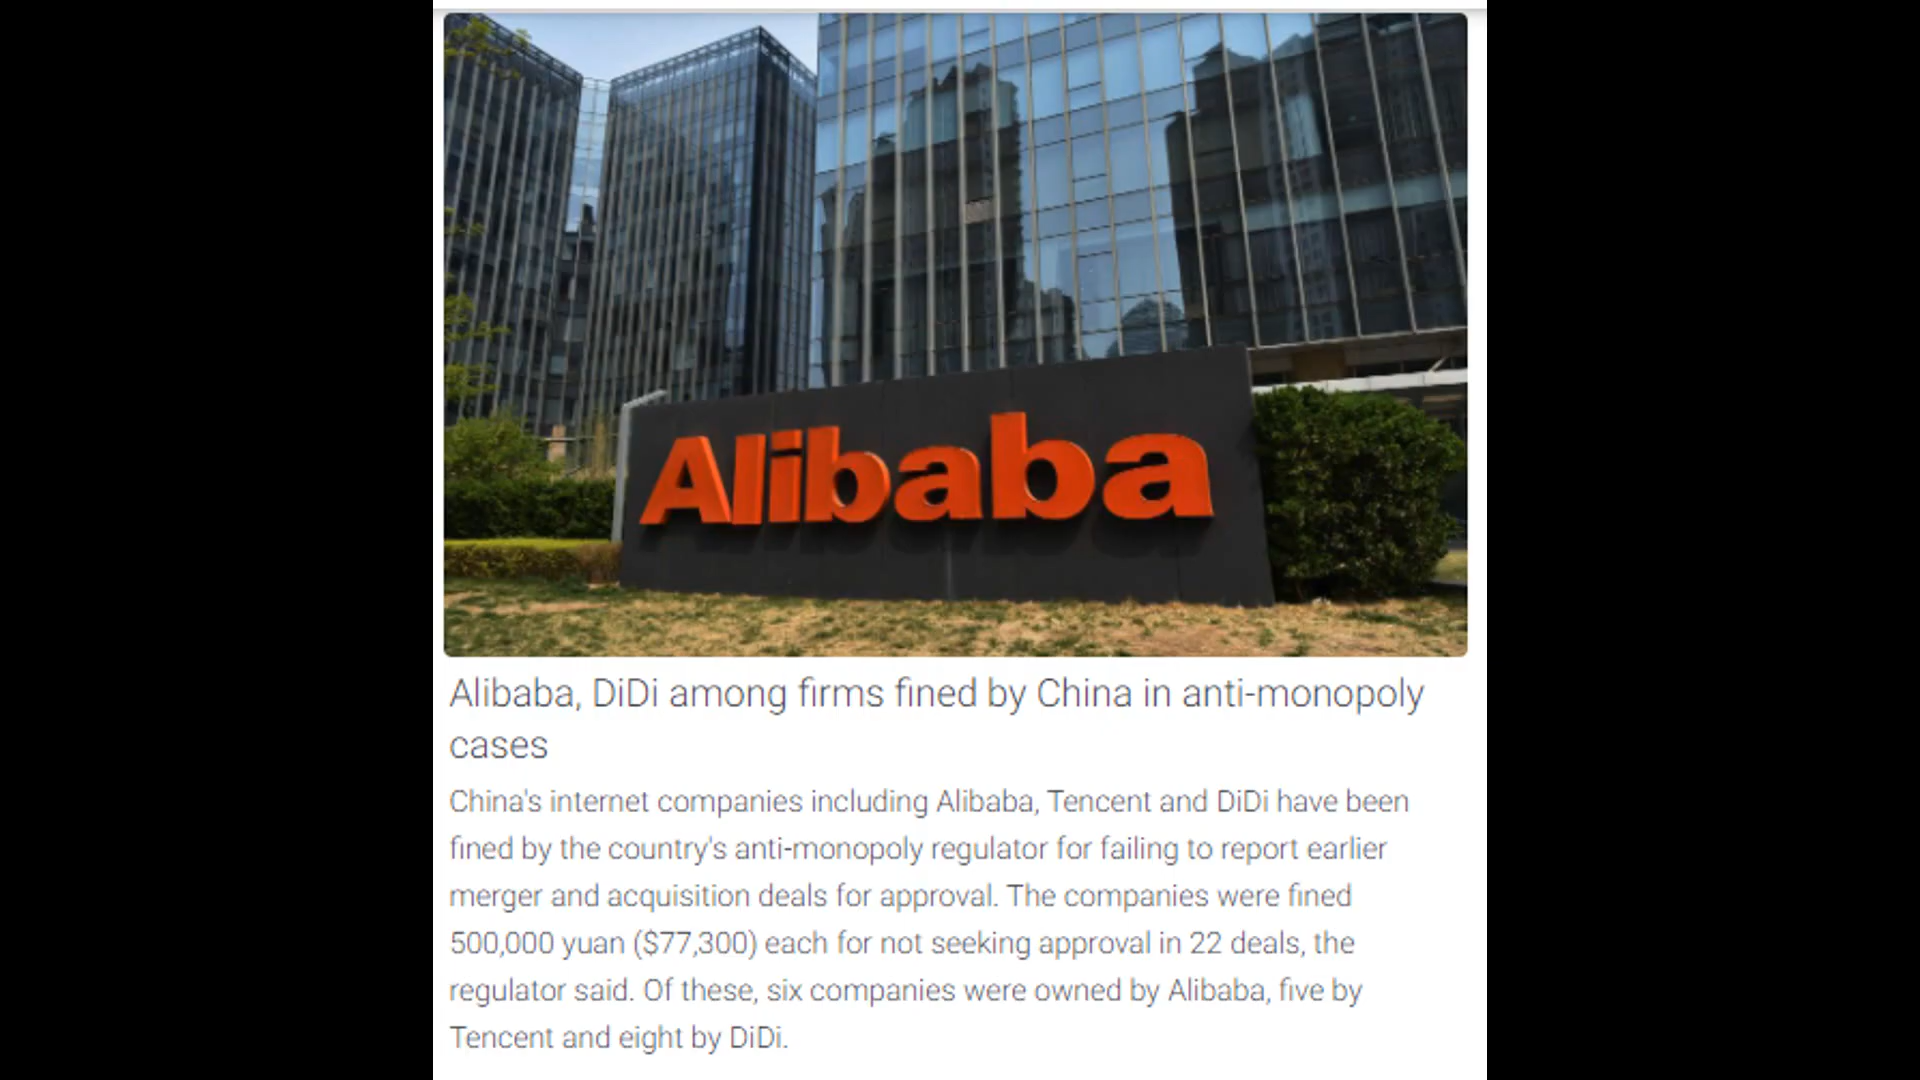 Alibaba
Alibaba, DiDi among firms fined by China in anti-monopoly
cases
China's internet companies including Alibaba, Tencent and DiDi have been
fined by the country's anti-monopoly regulator for failing to report earlier
merger and acquisition deals for approval. The companies were fined
500,000 yuan ($77,300) each for not seeking approval in 22 deals, the
regulator said. Of these, six companies were owned by Alibaba, five by
Tencent and eight by DiDi.